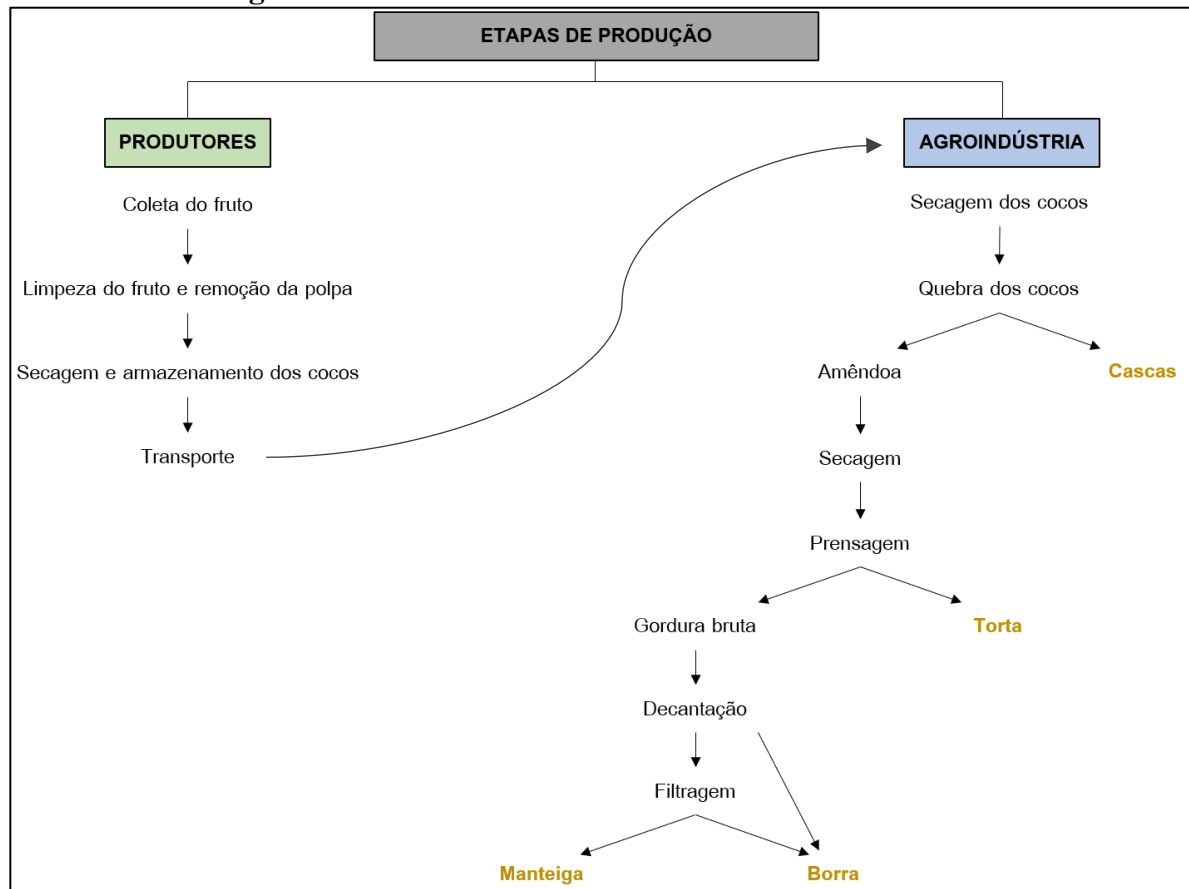 ETAPAS DE PRODUÇÃO
PRODUTORES
Coleta do fruto
Limpeza do fruto e remoção da polpa
Secagem e armazenamento dos cocos
Transporte
AGROINDÚSTRIA
Secagem dos cocos
Quebra dos cocos
Amêndoa
Cascas
Secagem
Prensagem
Gordura bruta
Torta
Decantação
Filtragem
Manteiga
Borra